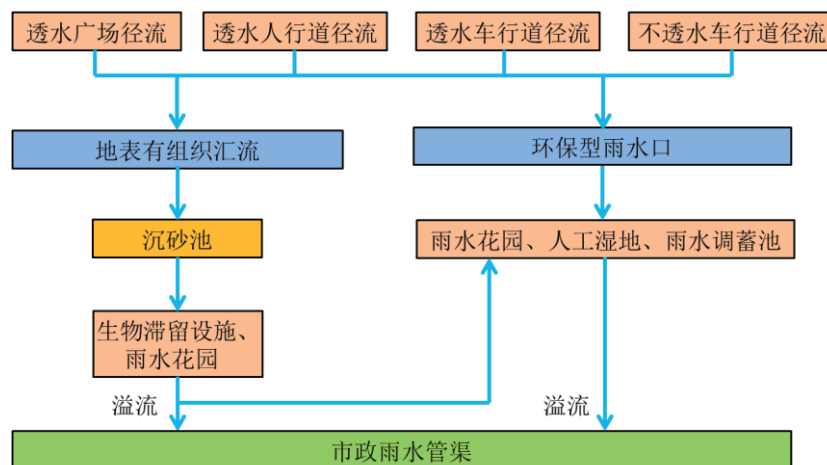 透水广场径流
透水人行道径流
透水车行道径流
不透水车行道径流
地表有组织汇流
环保型雨水口
沉砂池
雨水花园、人工湿地、雨水调蓄池
生物滞留设施、
雨水花园
溢流
溢流
市政雨水管渠